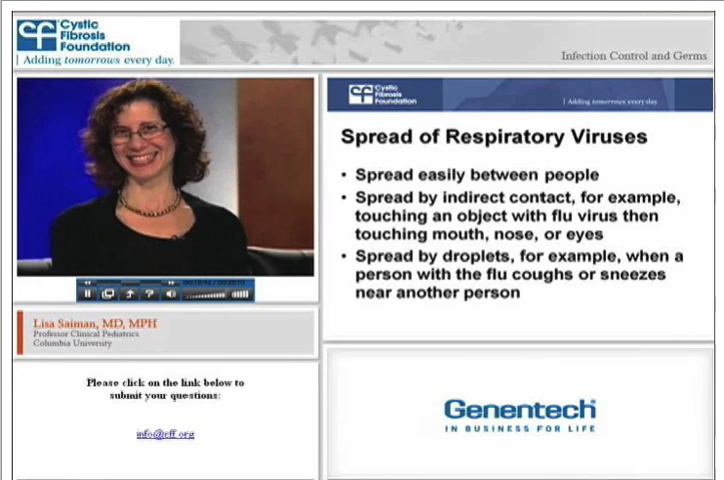 Cystic
Fibrosis
Foundation
Adding tomorrows every day.
Infection Control and Germs
Cystic
Fibrosis
Foundation
Adding tomorrows every day
Spread of Respiratory Viruses
• Spread easily between people
• Spread by indirect contact, for example,
touching an object with flu virus then
touching mouth, nose, or eyes
• Spread by droplets, for example, when a
person with the flu coughs or sneezes
near another person
Lisa Saiman, MD, MPH
Professor Clinical Pediatrics
Columbia University
Please click on the link below to
submit your questions:
info@cff.org
Genentech
IN BUSINESS FOR LIFE